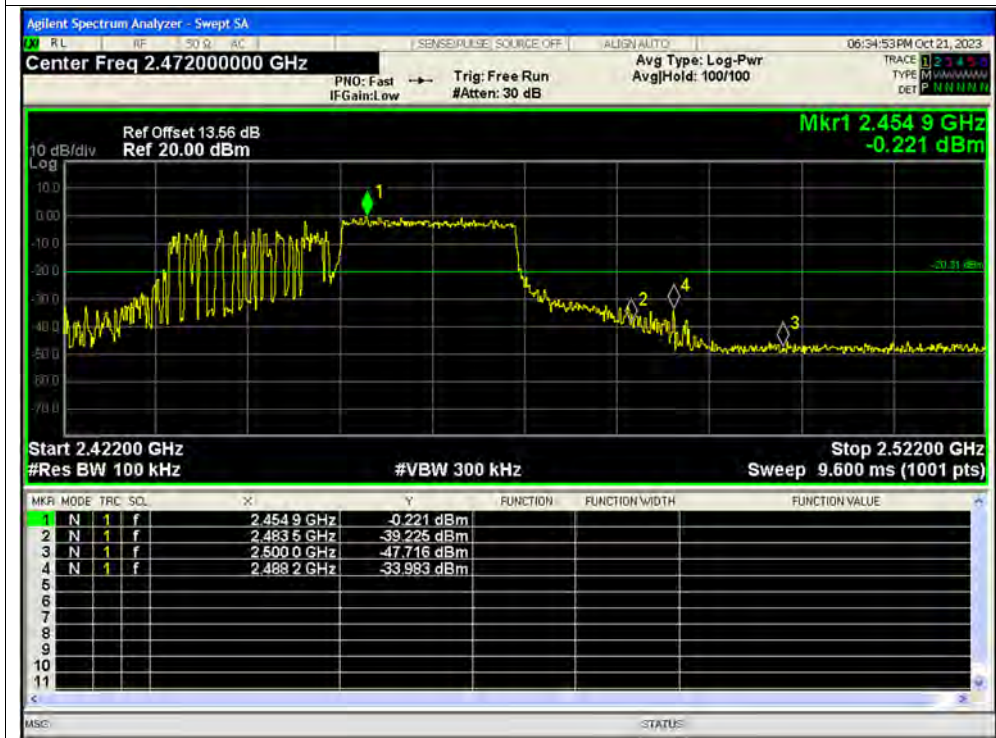 Agilent Spectrum Analyzer - Swept SA
RL RF 50 Ω AC SENSE:PULSE SOURCE OFF ALIGN AUTO 06:34:53 PM Oct 21, 2023
Center Freq 2.472000000 GHz
PNO: Fast
IFGain:Low
Trig: Free Run
#Atten: 30 dB
Avg Type: Log-Pwr
Avg|Hold: 100/100
TRACE 1 2 3 4 5 6
TYPE M
DET P N N N N N
Mkr1 2.454 9 GHz
-0.221 dBm
Ref Offset 13.56 dB
10 dB/div Ref 20.00 dBm
Log
10.0
0.00
-10.0
-20.0
-30.0
-40.0
-50.0
-60.0
-70.0
1
2
4
3
Start 2.42200 GHz
Stop 2.52200 GHz
#Res BW 100 kHz
#VBW 300 kHz
Sweep 9.600 ms (1001 pts)
MKR MODE TRC SCL X Y FUNCTION FUNCTION WIDTH FUNCTION VALUE
1 N 1 f 2.454 9 GHz -0.221 dBm
2 N 1 f 2.483 5 GHz -39.225 dBm
3 N 1 f 2.500 0 GHz -47.716 dBm
4 N 1 f 2.488 2 GHz -33.983 dBm
5
6
7
8
9
10
11
MSG STATUS